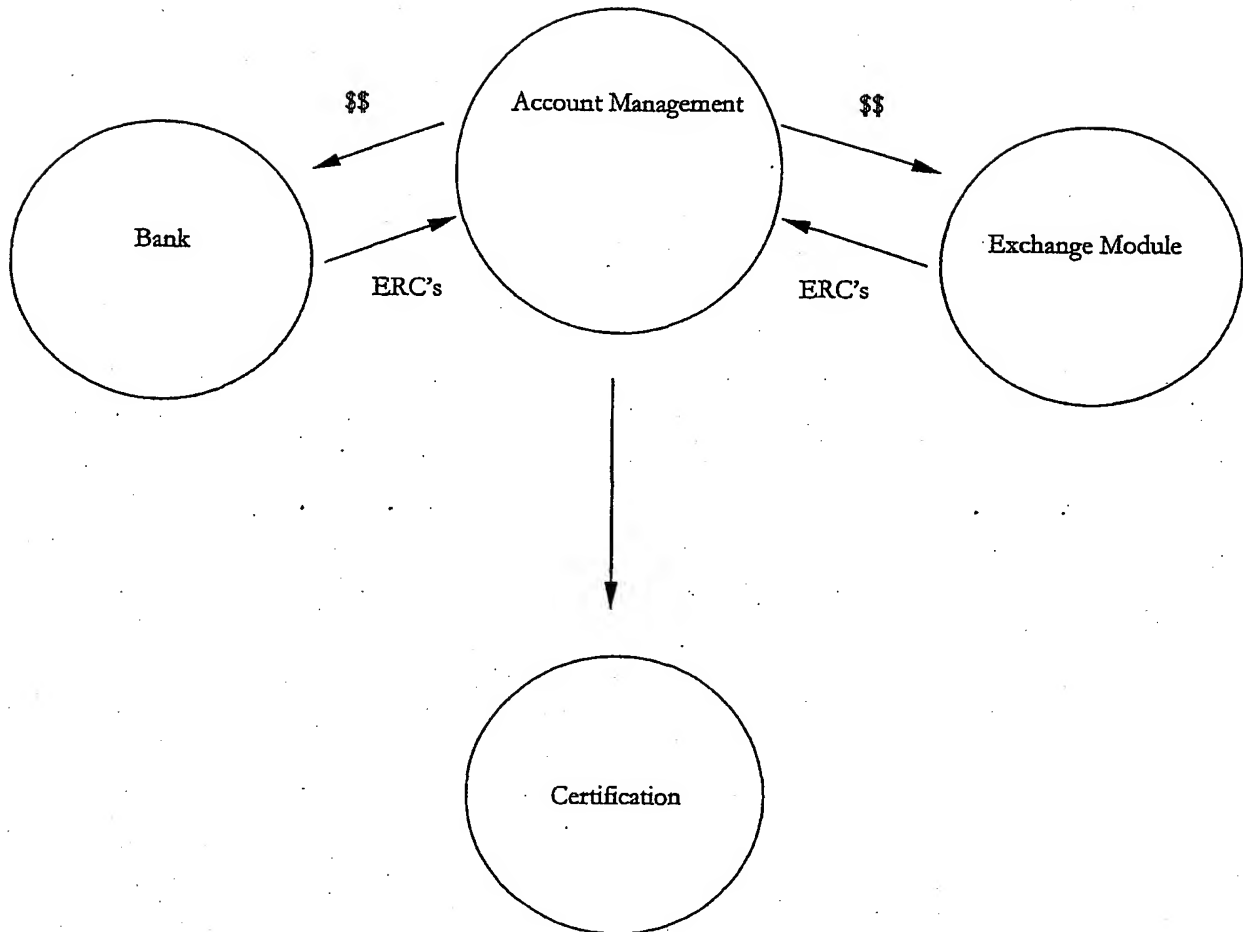 $$
Account Management
$$
Bank
Exchange Module
ERC's
ERC's
Certification